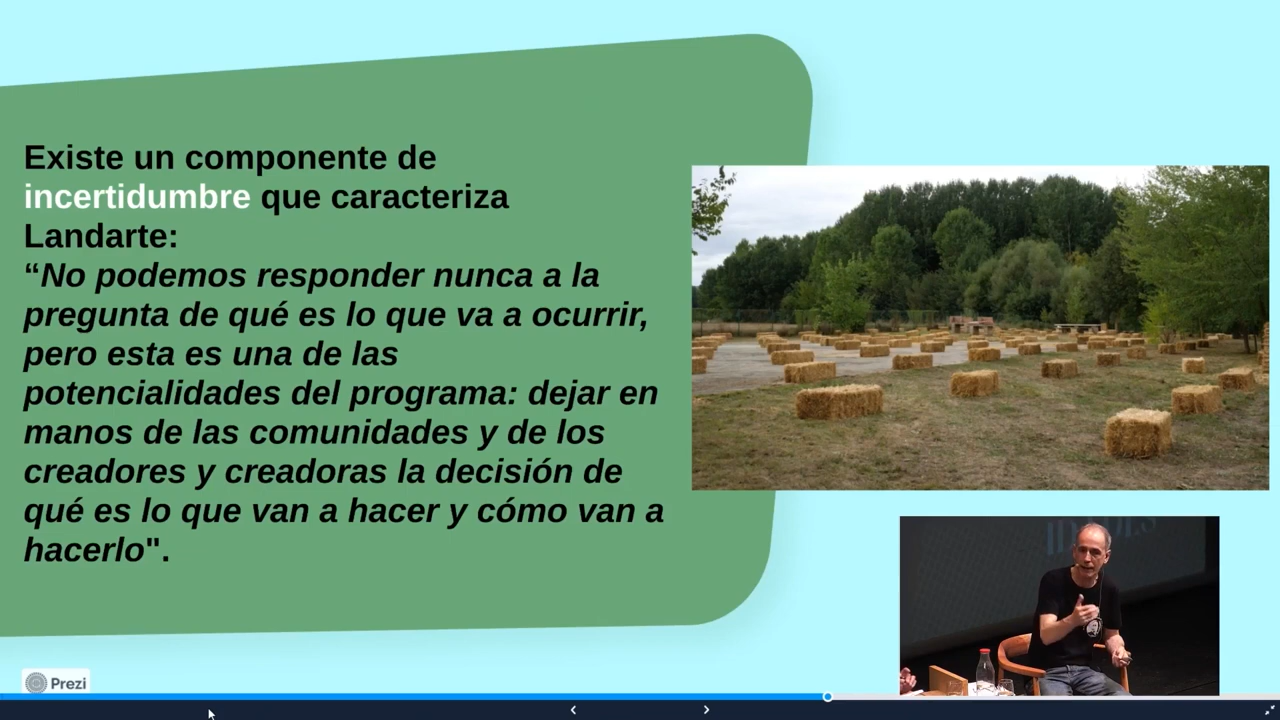 Existe un componente de
incertidumbre que caracteriza
Landarte:
“No podemos responder nunca a la
pregunta de qué es lo que va a ocurrir,
pero esta es una de las
potencialidades del programa: dejar en
manos de las comunidades y de los
creadores y creadoras la decisión de
qué es lo que van a hacer y cómo van a
hacerlo".
Prezi